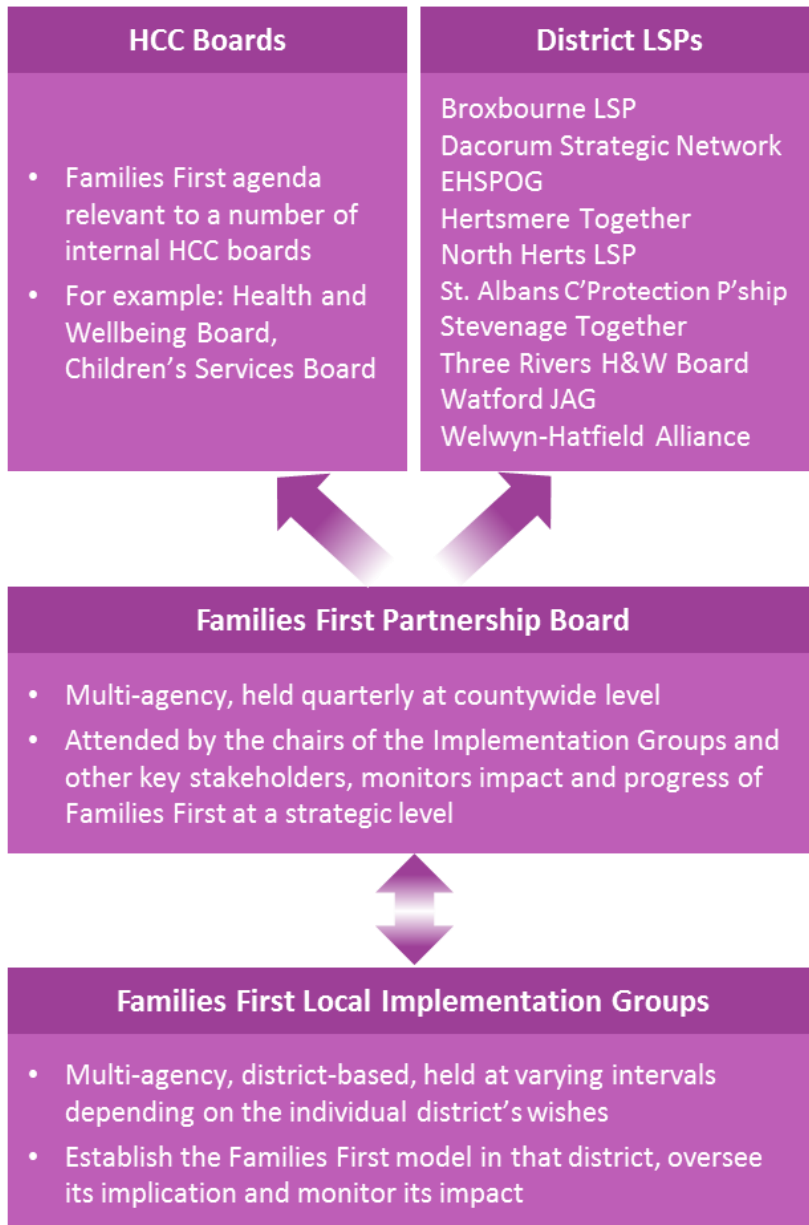 HCC Boards
• Families First agenda
relevant to a number of
internal HCC boards
• For example: Health and
Wellbeing Board,
Children's Services Board
District LSPs
Broxbourne LSP
Dacorum Strategic Network
EHSPOG
Hertsmere Together
North Herts LSP
St. Albans C'Protection P'ship
Stevenage Together
Three Rivers H&W Board
Watford JAG
Welwyn-Hatfield Alliance
Families First Partnership Board
• Multi-agency, held quarterly at countywide level
• Attended by the chairs of the Implementation Groups and
other key stakeholders, monitors impact and progress of
Families First at a strategic level
Families First Local Implementation Groups
• Multi-agency, district-based, held at varying intervals
depending on the individual district's wishes
• Establish the Families First model in that district, oversee
its implication and monitor its impact